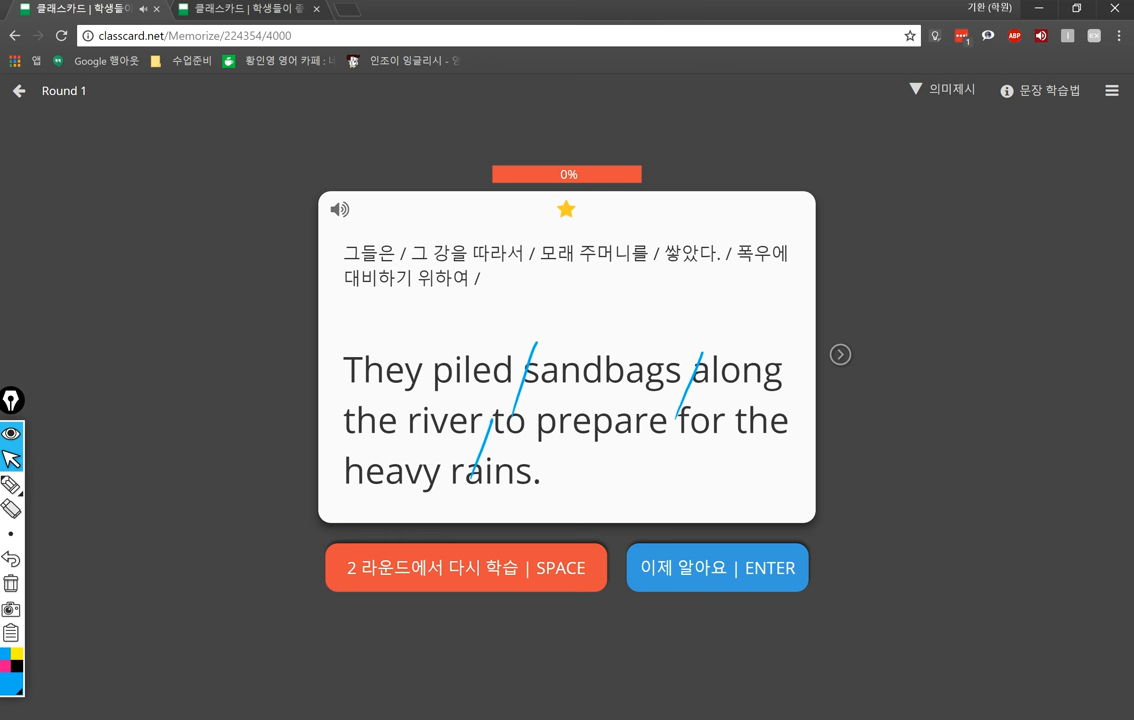 클래스카드 | 학생들이
클래스카드 | 학생들이 좋
기환 (학원)
classcard.net/Memorize/224354/4000
1
ABP
앱
Google 행아웃
수업준비
황인영 영어 카페 : 네
인조이 잉글리시 - 영
Round 1
의미제시
문장 학습법
0%
그들은 / 그 강을 따라서 / 모래 주머니를 / 쌓았다. / 폭우에
대비하기 위하여 /
They piled sandbags along
the river to prepare for the
heavy rains.
2 라운드에서 다시 학습 | SPACE
이제 알아요 | ENTER